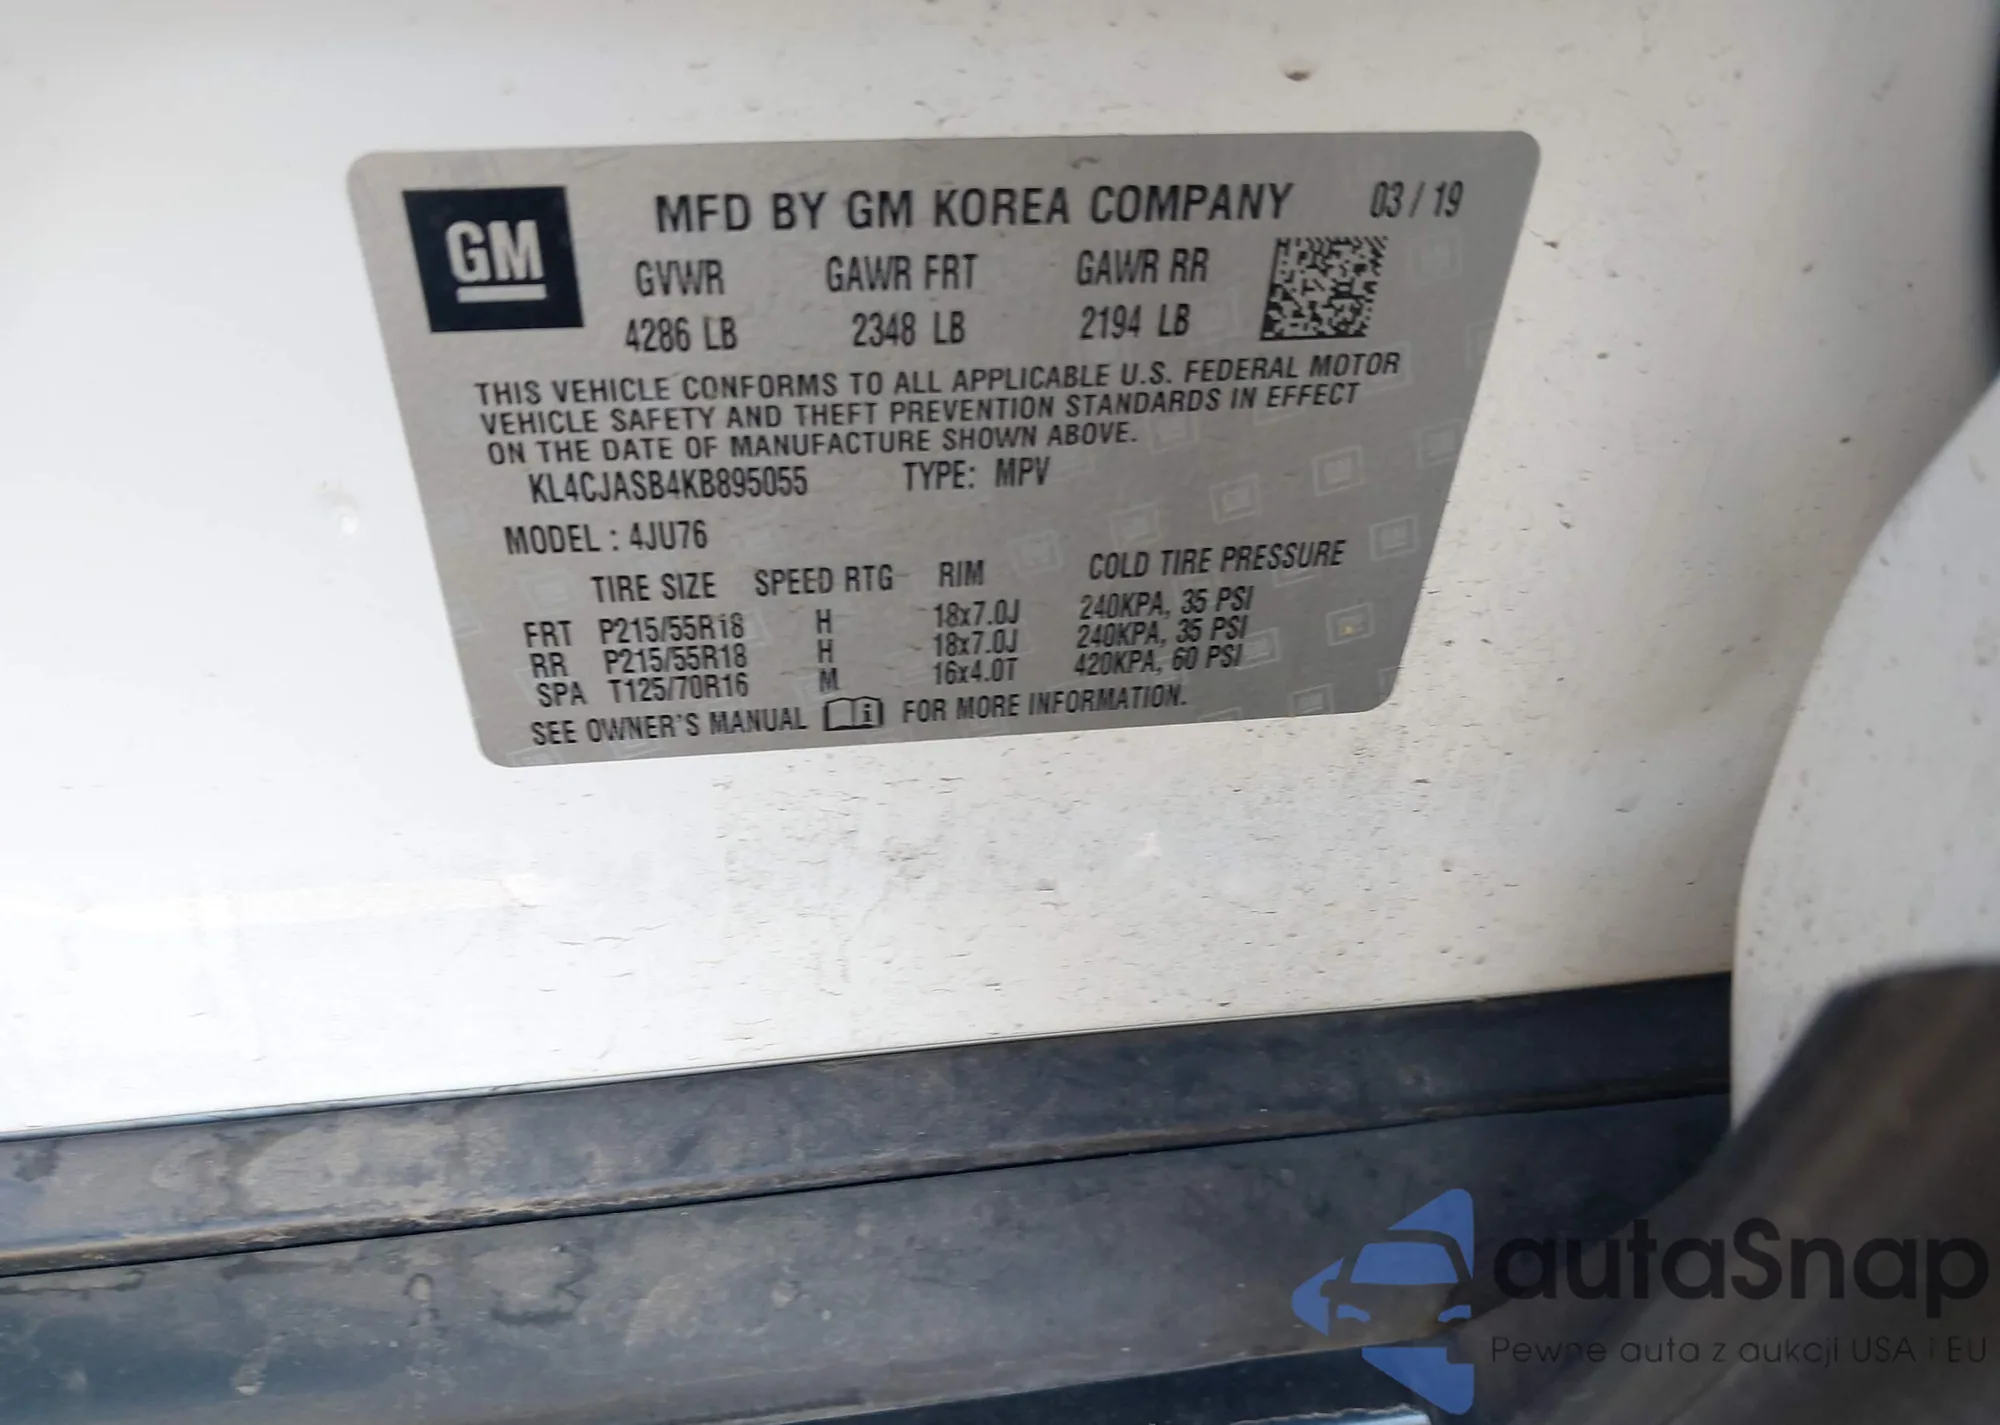 GM
MFD BY GM KOREA COMPANY 03 / 19
GVWR GAWR FRT GAWR RR
4286 LB 2348 LB 2194 LB
THIS VEHICLE CONFORMS TO ALL APPLICABLE U.S. FEDERAL MOTOR
VEHICLE SAFETY AND THEFT PREVENTION STANDARDS IN EFFECT
ON THE DATE OF MANUFACTURE SHOWN ABOVE.
KL4CJASB4KB895055 TYPE: MPV
MODEL : 4JU76
TIRE SIZE SPEED RTG RIM COLD TIRE PRESSURE
FRT P215/55R18 H 18x7.0J 240KPA, 35 PSI
RR P215/55R18 H 18x7.0J 240KPA, 35 PSI
SPA T125/70R16 M 16x4.0T 420KPA, 60 PSI
SEE OWNER'S MANUAL i FOR MORE INFORMATION.
autaSnap
Pewne auta z aukcji USA i EU